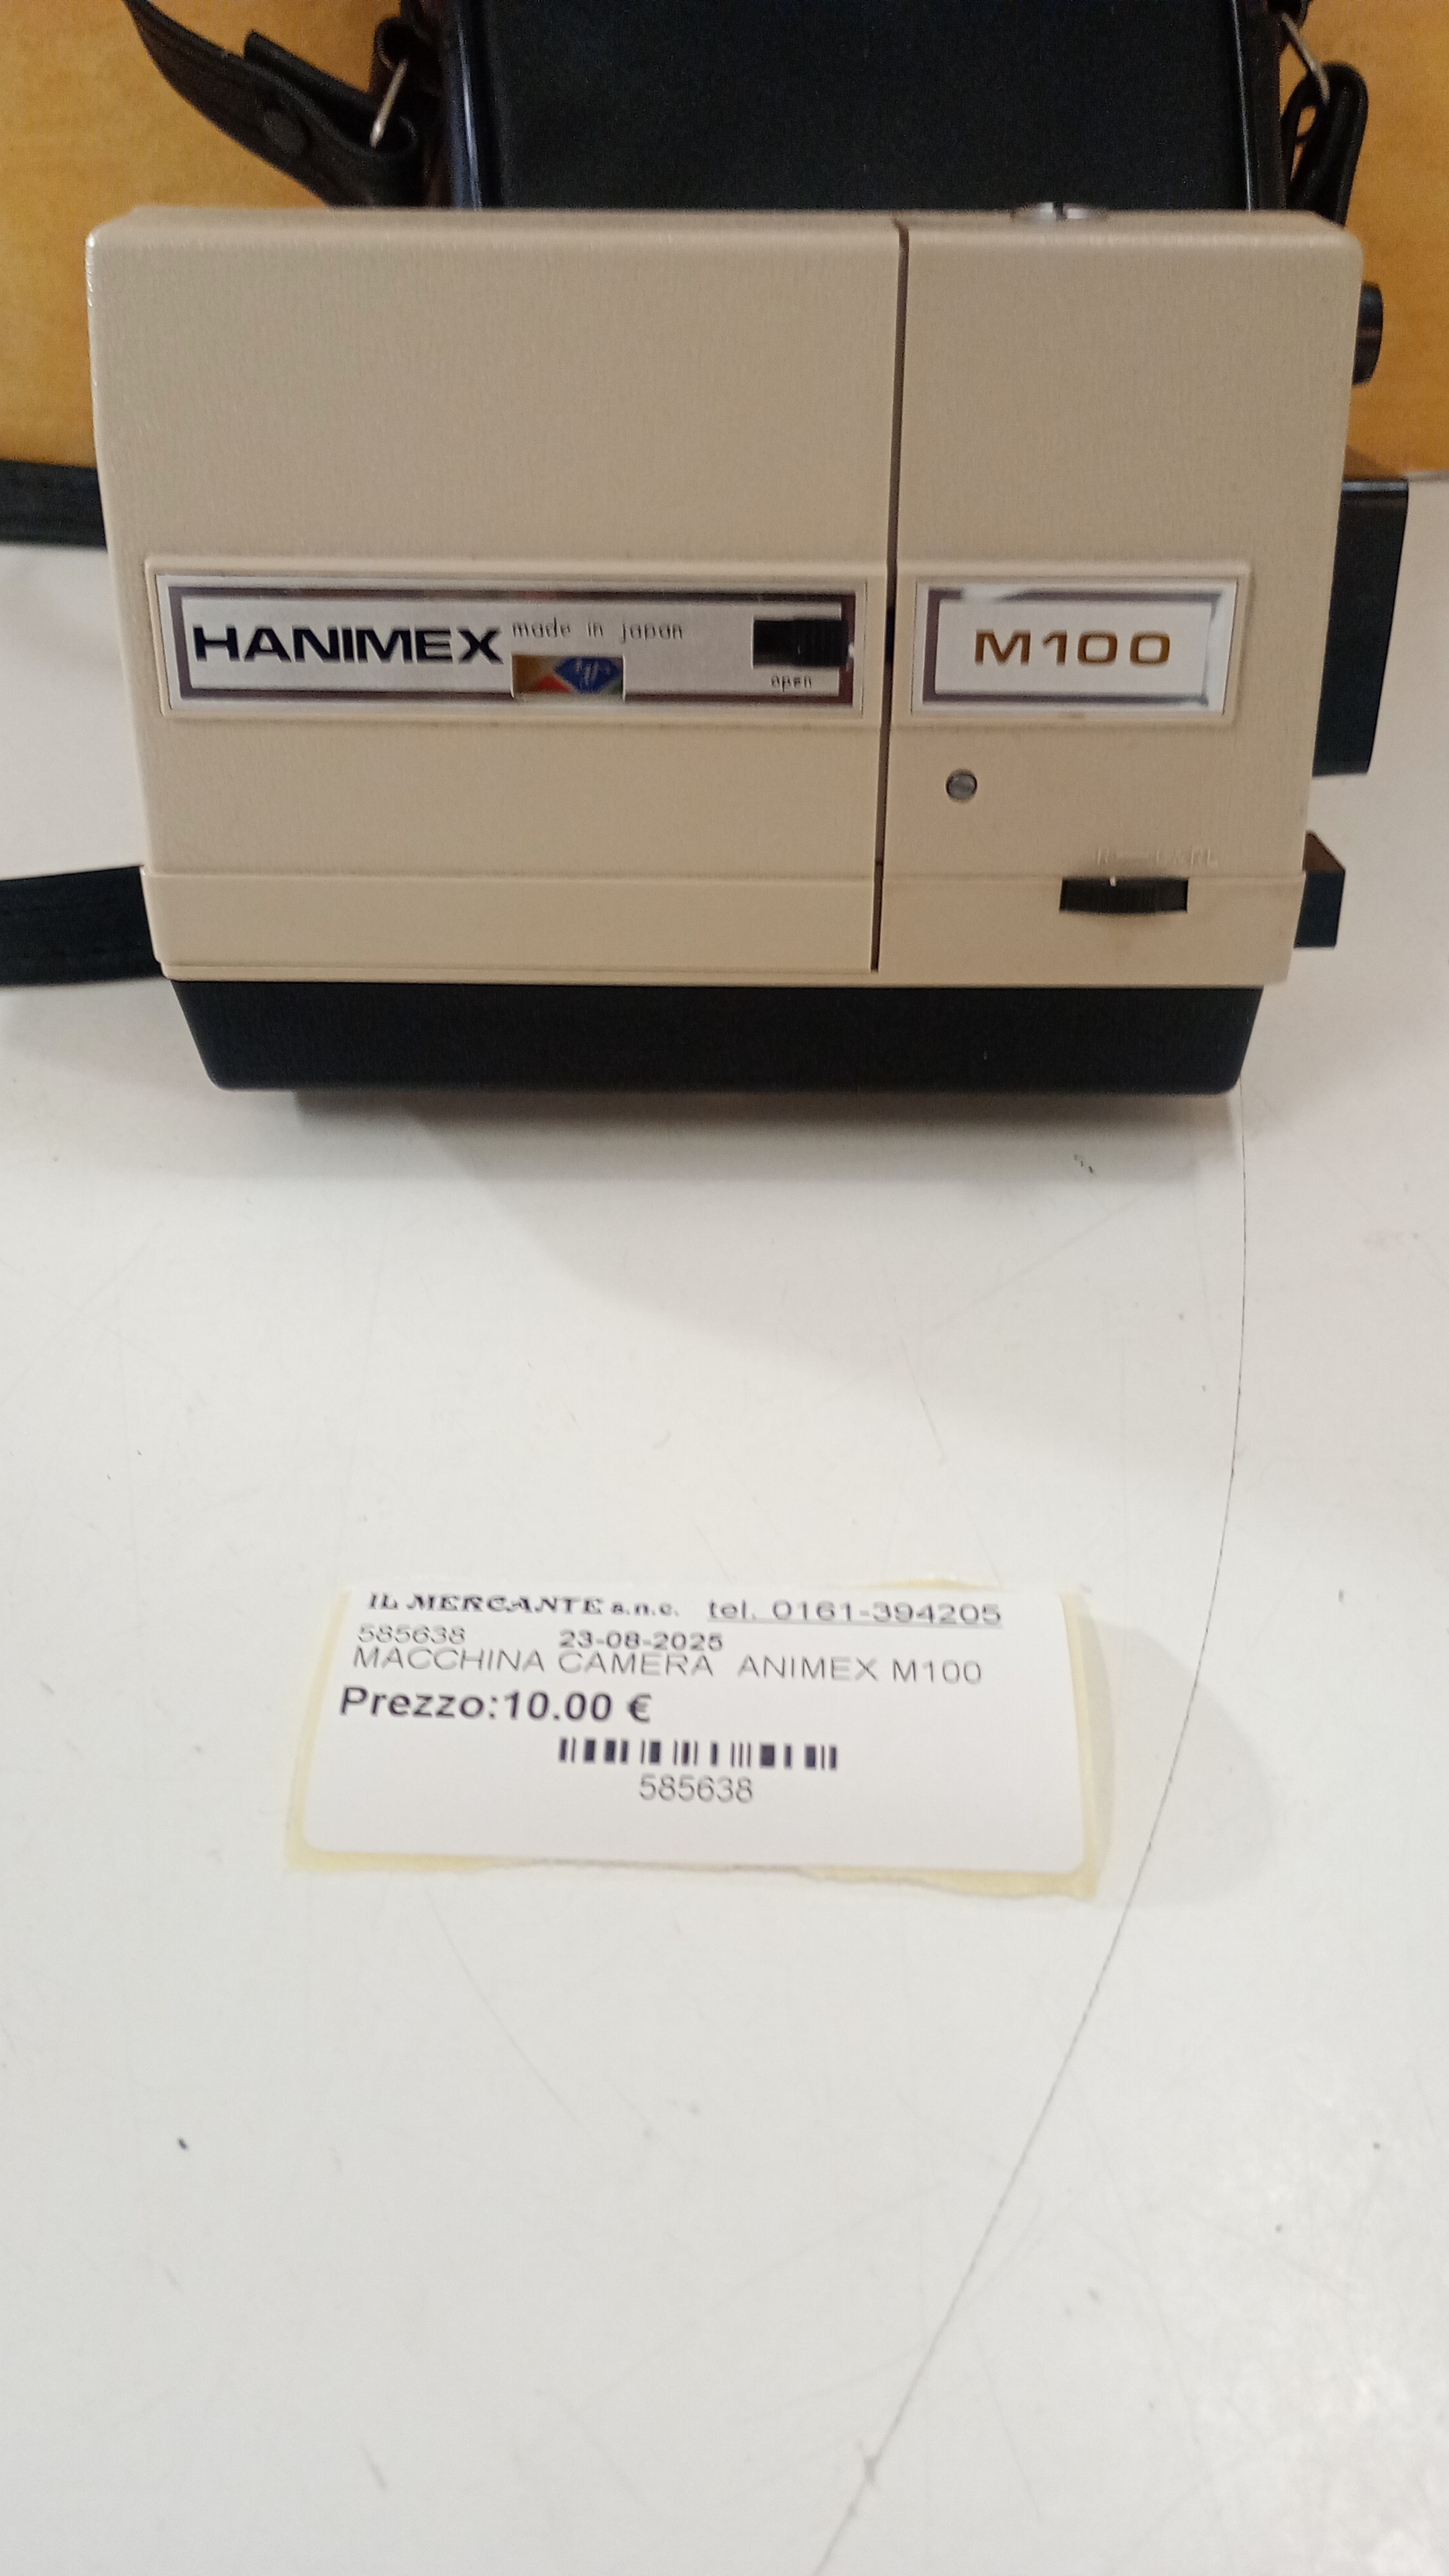 HANIMEX made in japan
open
M100
IL MERCANTE s.n.c. tel. 0161-394205
585638 23-08-2025
MACCHINA CAMERA ANIMEX M100
Prezzo:10.00 €
585638